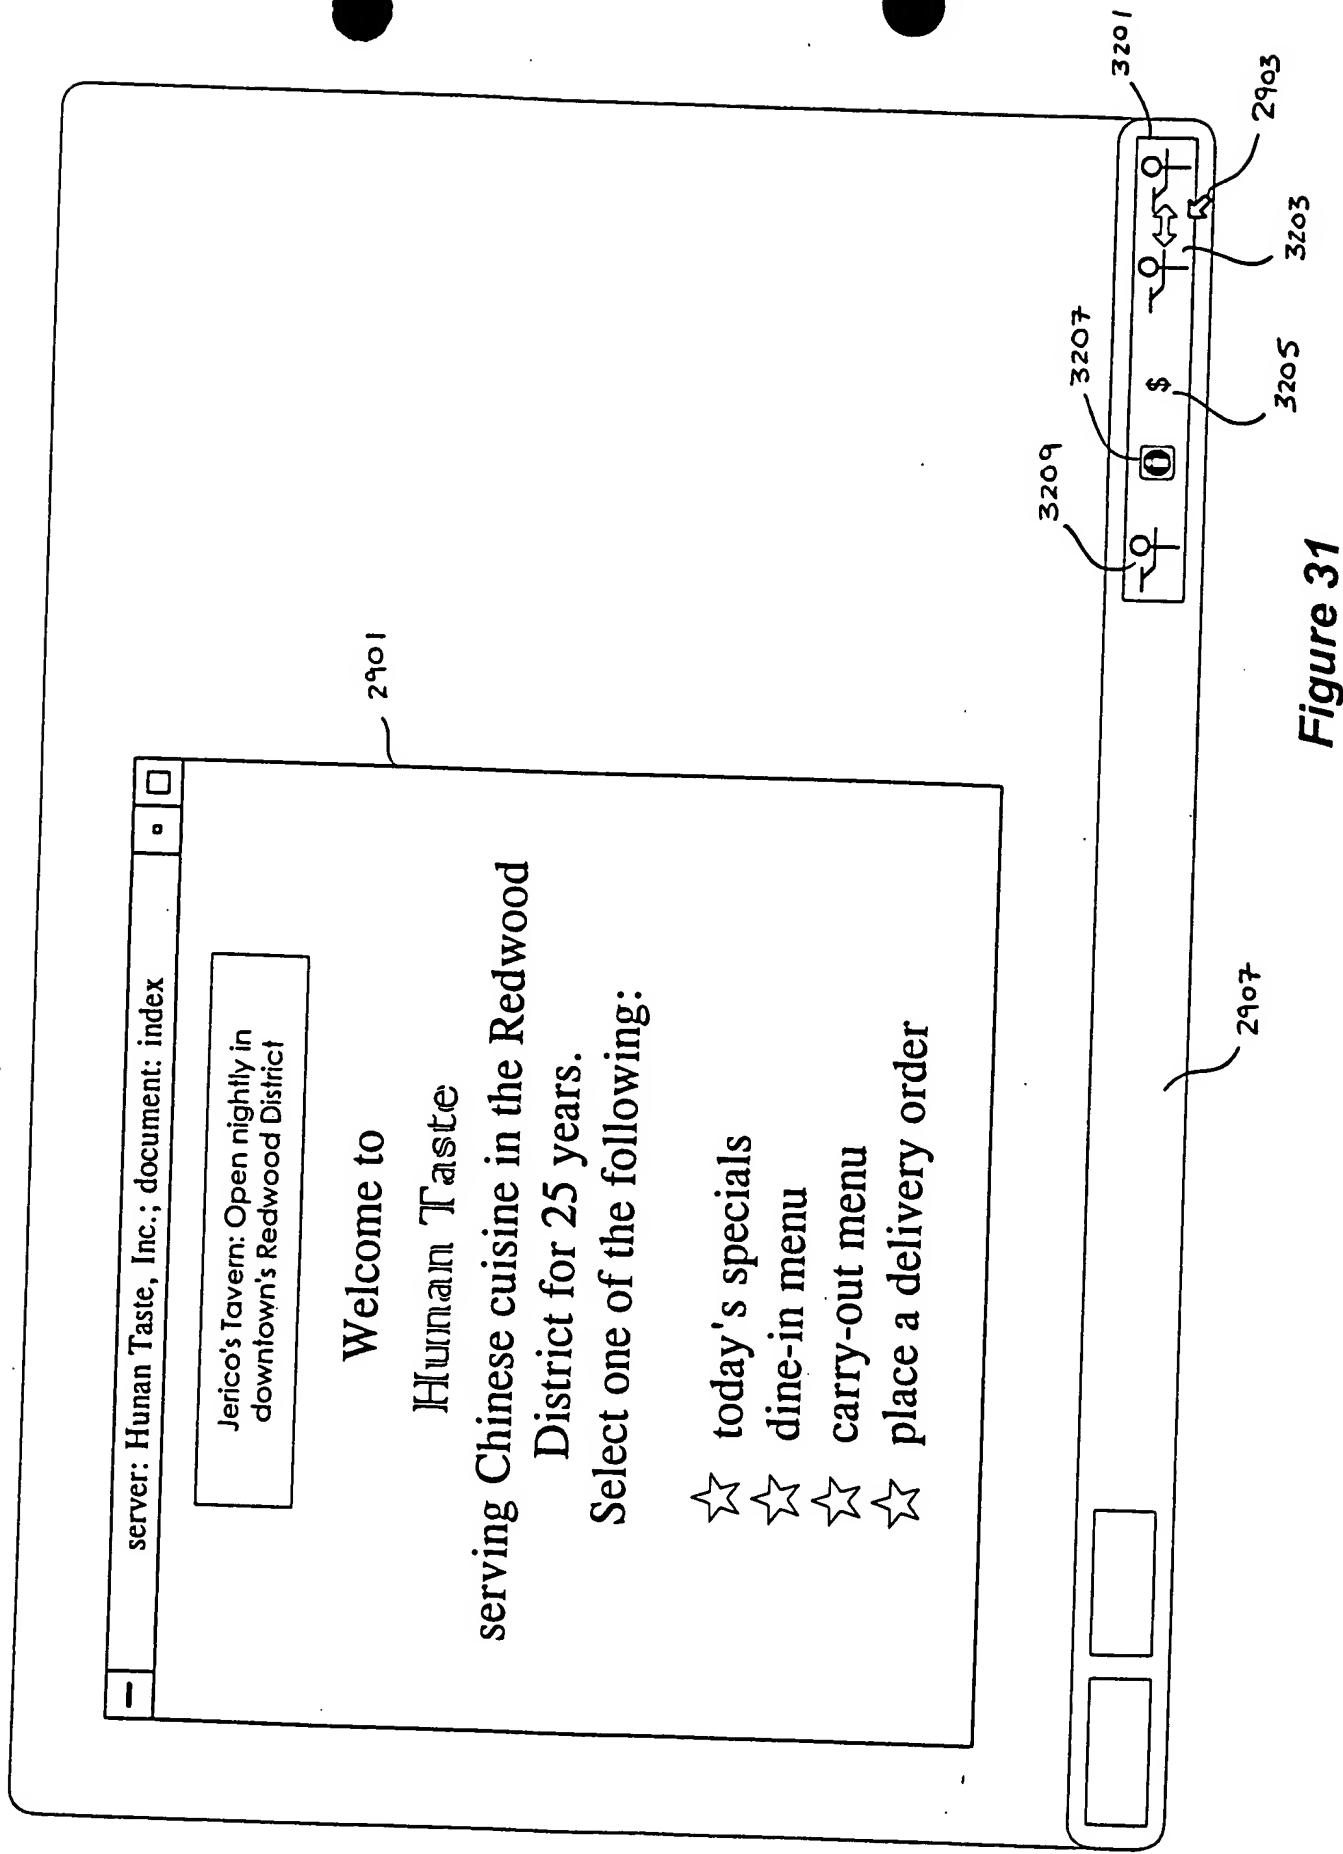 server: Hunan Taste, Inc.; document: index
Jerico's Tavern: Open nightly in
downtown's Redwood District
Welcome to
Hunan Taste
serving Chinese cuisine in the Redwood
District for 25 years.
Select one of the following:
☆ today's specials
☆ dine-in menu
☆ carry-out menu
☆ place a delivery order
2901
3209
3207
3201
$
i
2907
3205
3203
2903
Figure 31